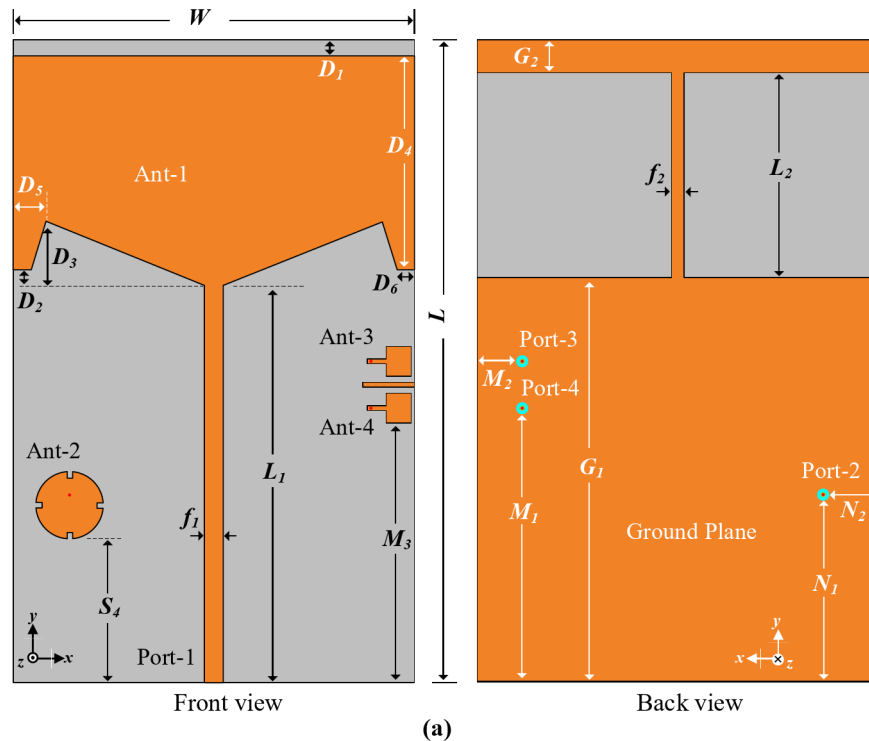 W
D1
G2
D4
Ant-1
D5
f2
L2
D3
D2
D6
L
Ant-3
Port-3
M2
Port-4
Ant-4
Ant-2
L1
G1
Port-2
f1
M3
M1
N2
Ground Plane
S4
N1
y
y
Port-1
z
x
x
z
Front view
Back view
(a)